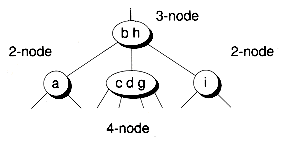 3-node
b h
2-node
2-node
a
c d g
i
4-node